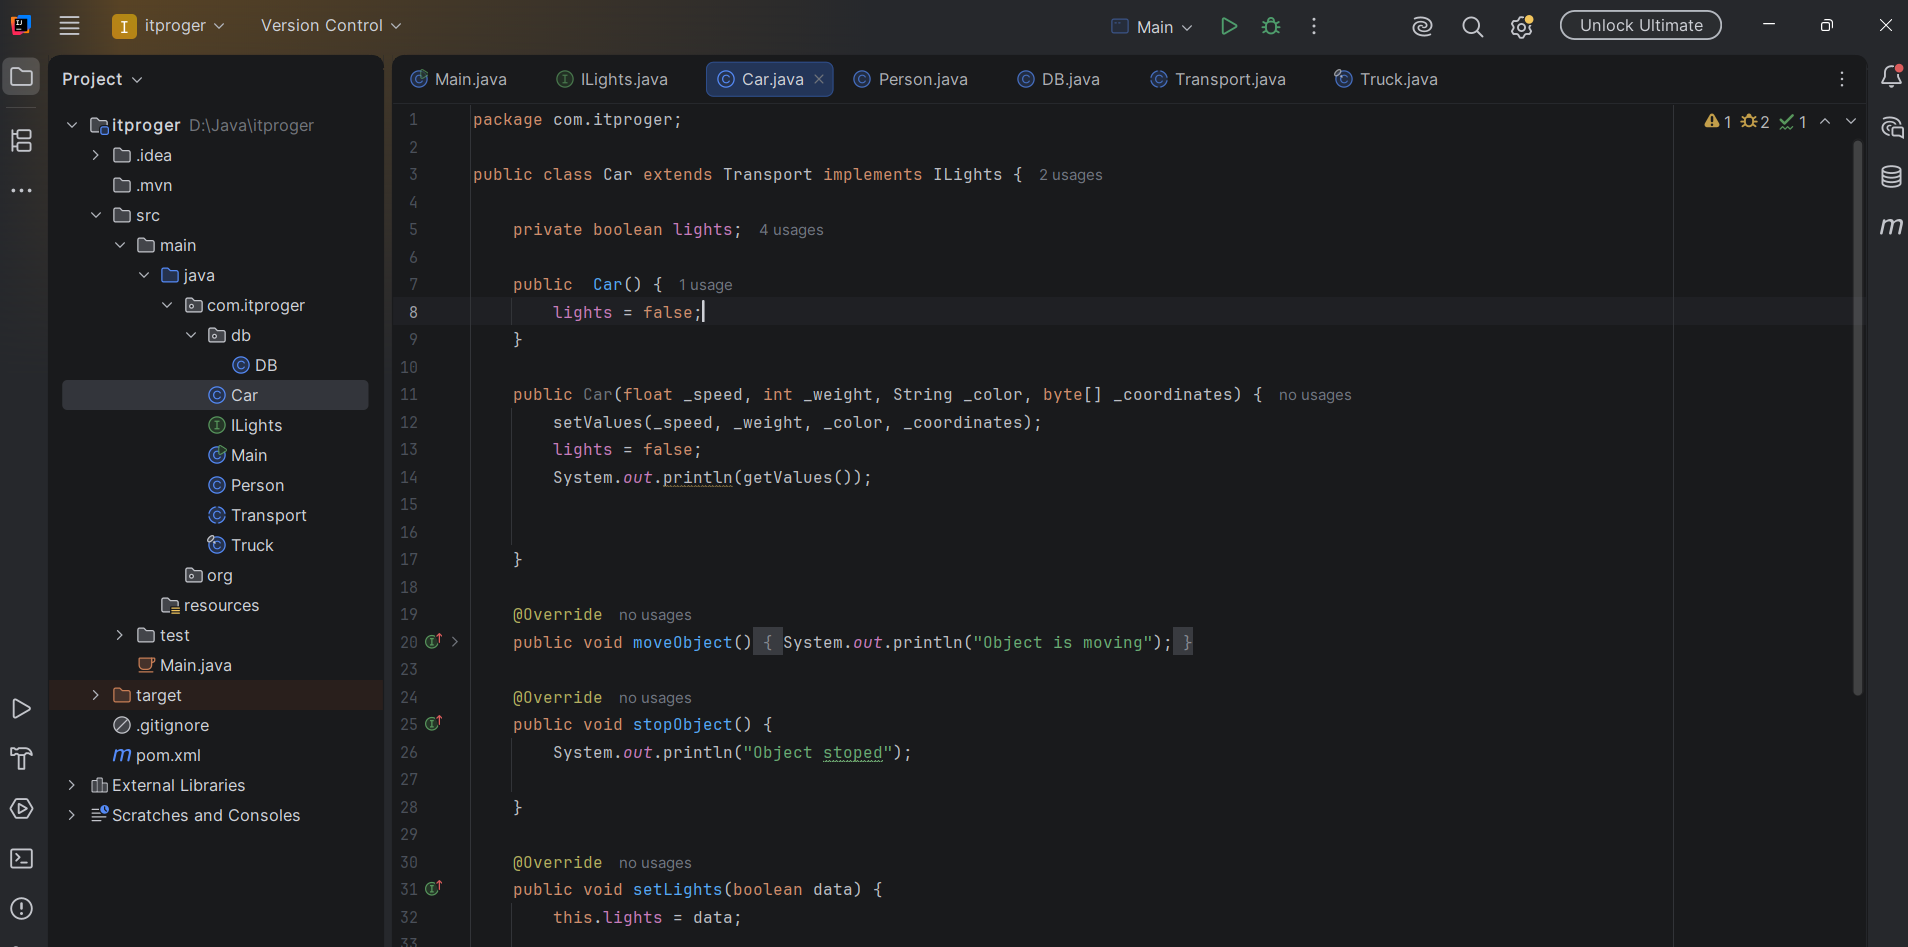 I itproger Version Control Main Unlock Ultimate
Project
itproger D:\Java\itproger
.idea
.mvn
src
main
java
com.itproger
db
DB
Car
ILights
Main
Person
Transport
Truck
org
resources
test
Main.java
target
.gitignore
pom.xml
External Libraries
Scratches and Consoles
Main.java ILights.java Car.java Person.java DB.java Transport.java Truck.java
1 package com.itproger;
2
3 public class Car extends Transport implements ILights { 2 usages
4
5 private boolean lights; 4 usages
6
7 public  Car() { 1 usage
8 lights = false;
9 }
10
11 public Car(float _speed, int _weight, String _color, byte[] _coordinates) { no usages
12 setValues(_speed, _weight, _color, _coordinates);
13 lights = false;
14 System.out.println(getValues());
15
16
17 }
18
19 @Override no usages
20 public void moveObject() { System.out.println("Object is moving"); }
23
24 @Override no usages
25 public void stopObject() {
26 System.out.println("Object stoped");
27
28 }
29
30 @Override no usages
31 public void setLights(boolean data) {
32 this.lights = data;
33
1 2 1
m